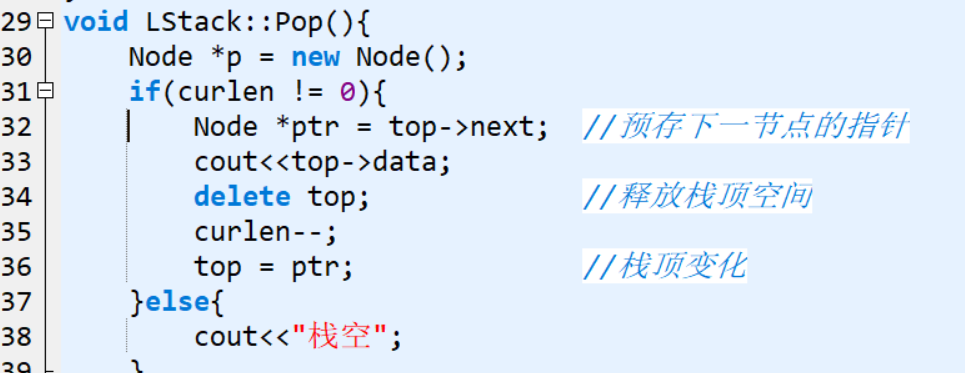 29 void LStack::Pop(){
30 Node *p = new Node();
31 if(curlen != 0){
32 Node *ptr = top->next; //预存下一节点的指针
33 cout<<top->data;
34 delete top; //释放栈顶空间
35 curlen--;
36 top = ptr; //栈顶变化
37 }else{
38 cout<<"栈空";
39 }